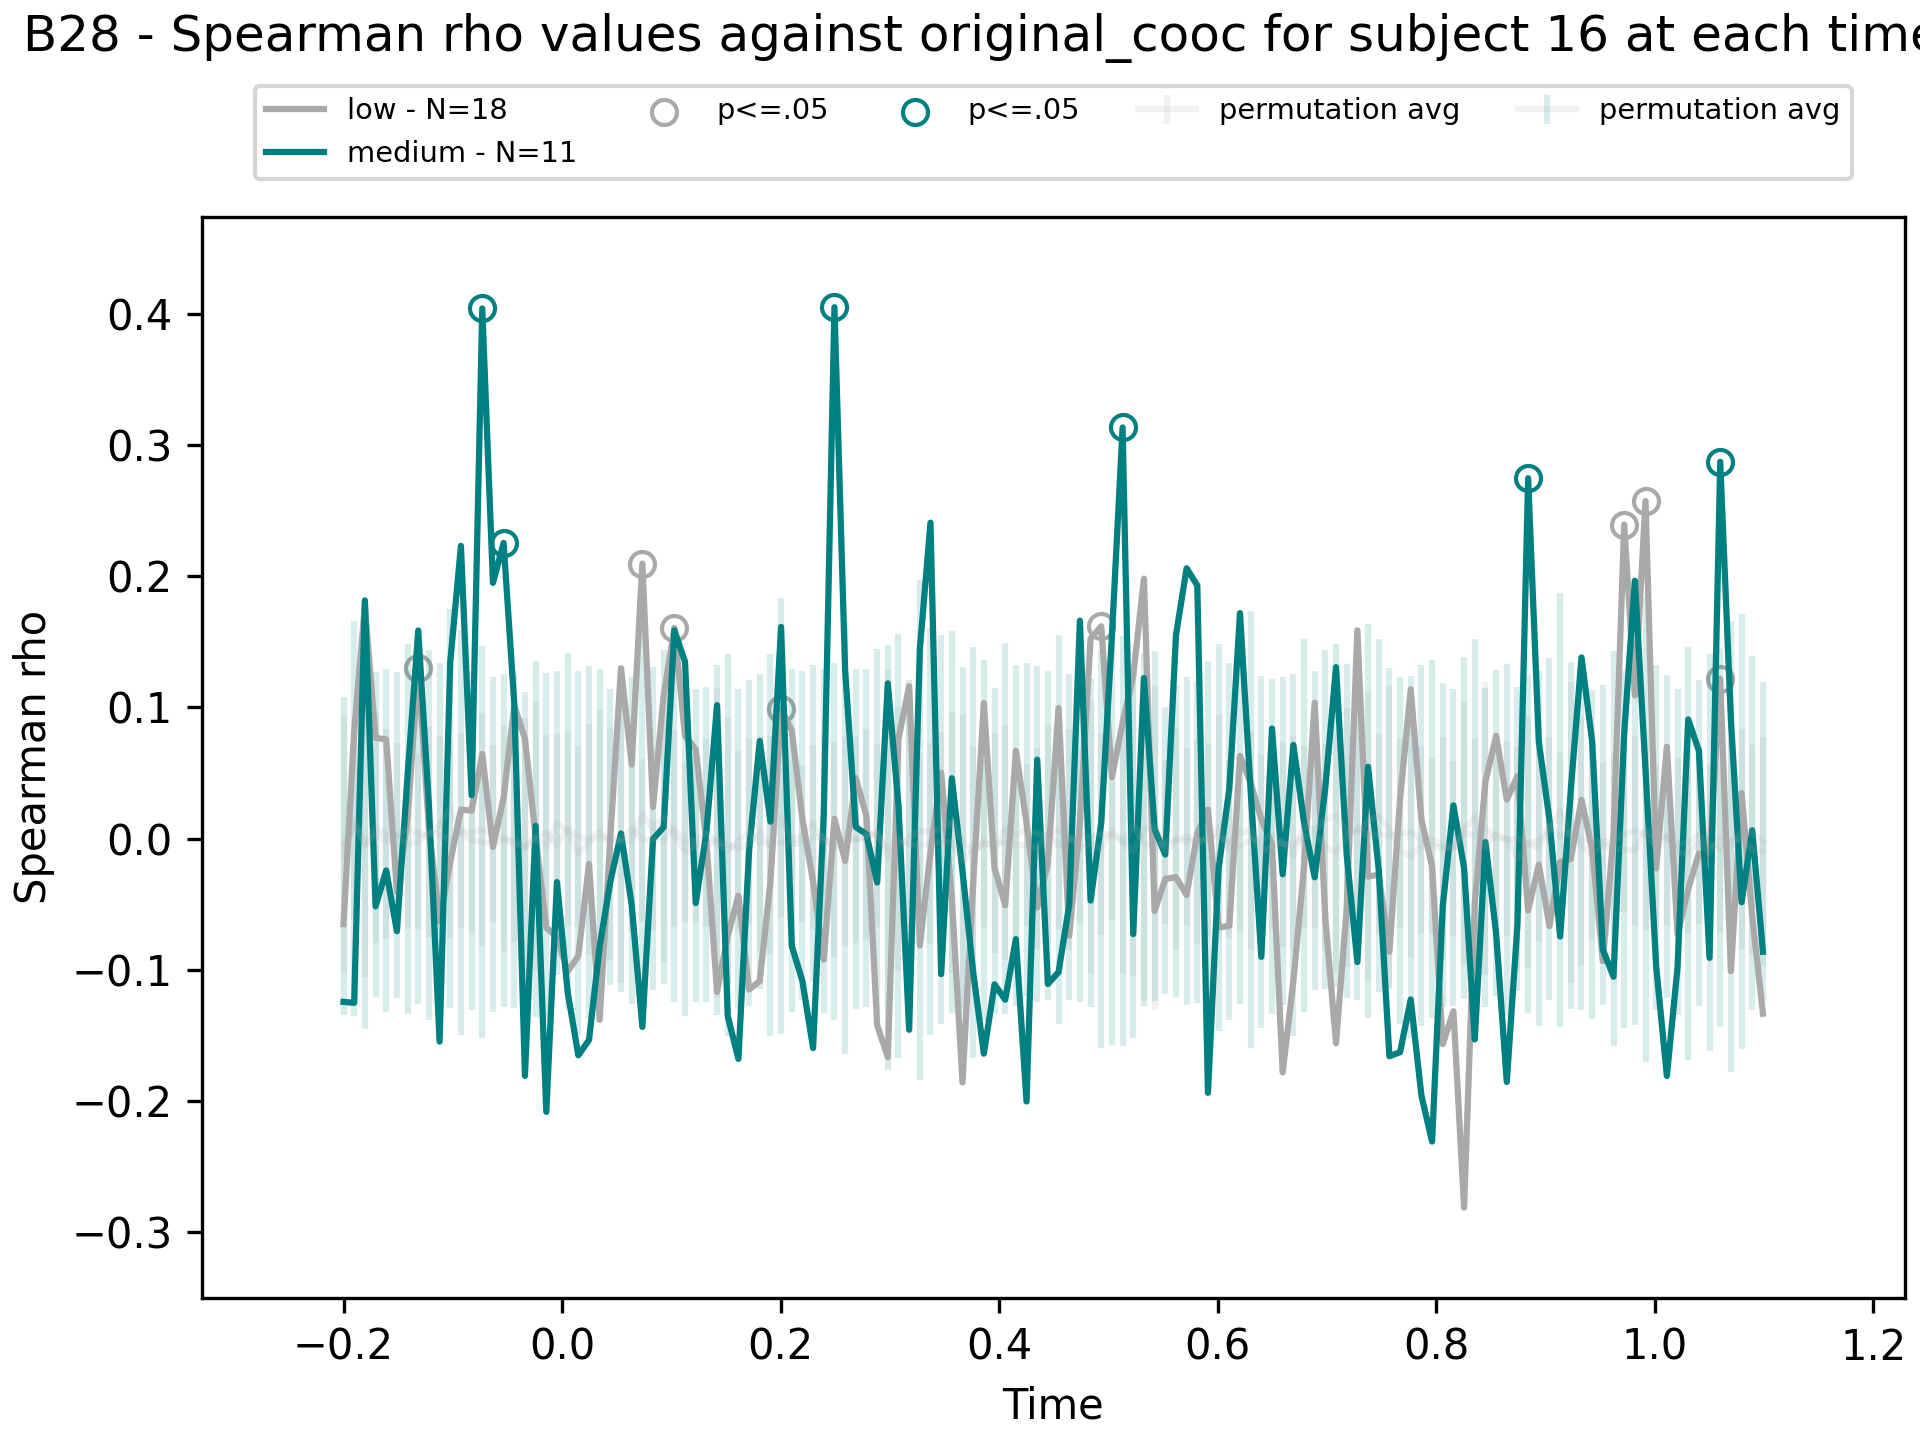 B28 - Spearman rho values against original_cooc for subject 16 at each time
low - N=18
medium - N=11
p<=.05
p<=.05
permutation avg
permutation avg
Spearman rho
0.4
0.3
0.2
0.1
0.0
−0.1
−0.2
−0.3
−0.2
0.0
0.2
0.4
0.6
0.8
1.0
1.2
Time